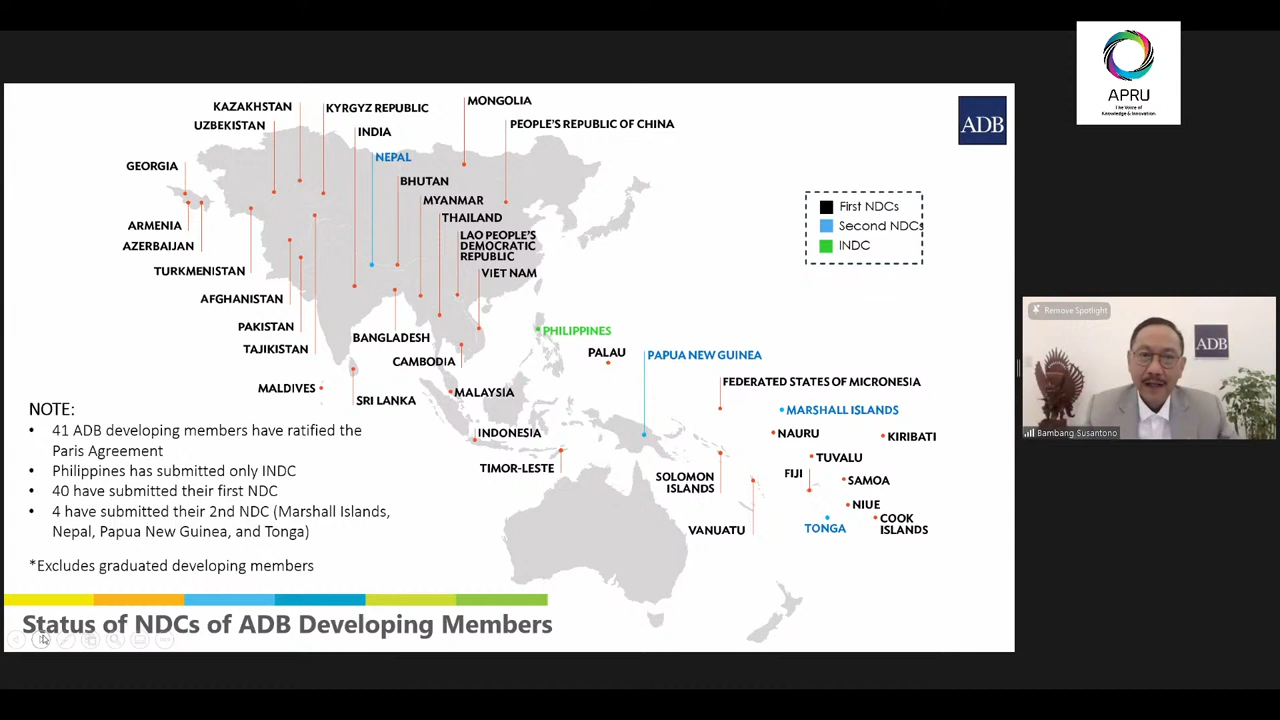 APRU
The Voice of
Knowledge & Innovation
ADB
KAZAKHSTAN
KYRGYZ REPUBLIC
MONGOLIA
UZBEKISTAN
INDIA
PEOPLE'S REPUBLIC OF CHINA
NEPAL
GEORGIA
BHUTAN
MYANMAR
THAILAND
ARMENIA
LAO PEOPLE'S
DEMOCRATIC
REPUBLIC
AZERBAIJAN
TURKMENISTAN
VIET NAM
AFGHANISTAN
PAKISTAN
TAJIKISTAN
BANGLADESH
CAMBODIA
PHILIPPINES
PALAU
PAPUA NEW GUINEA
MALDIVES
SRI LANKA
MALAYSIA
FEDERATED STATES OF MICRONESIA
MARSHALL ISLANDS
INDONESIA
NAURU
KIRIBATI
TIMOR-LESTE
TUVALU
SOLOMON
ISLANDS
FIJI
SAMOA
NIUE
VANUATU
TONGA
COOK
ISLANDS
First NDCs
Second NDCs
INDC
NOTE:
• 41 ADB developing members have ratified the
Paris Agreement
• Philippines has submitted only INDC
• 40 have submitted their first NDC
• 4 have submitted their 2nd NDC (Marshall Islands,
Nepal, Papua New Guinea, and Tonga)
*Excludes graduated developing members
Status of NDCs of ADB Developing Members
Remove Spotlight
ADB
Bambang Susantono